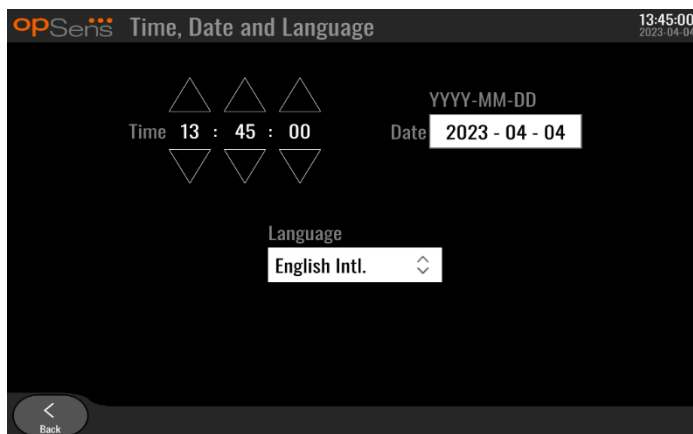 opSens Time, Date and Language
13:45:00
2023-04-04
YYYY-MM-DD
Time 13 : 45 : 00
Date 2023 - 04 - 04
Language
English Intl.
Back